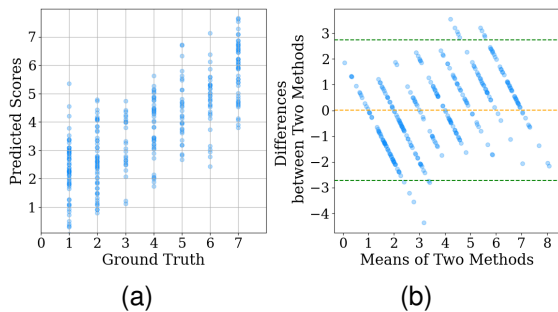 7
6
5
4
3
2
1
0 1 2 3 4 5 6 7
Predicted Scores
Ground Truth
(a)
3
2
1
0
−1
−2
−3
−4
0 1 2 3 4 5 6 7 8
Differences
between Two Methods
Means of Two Methods
(b)